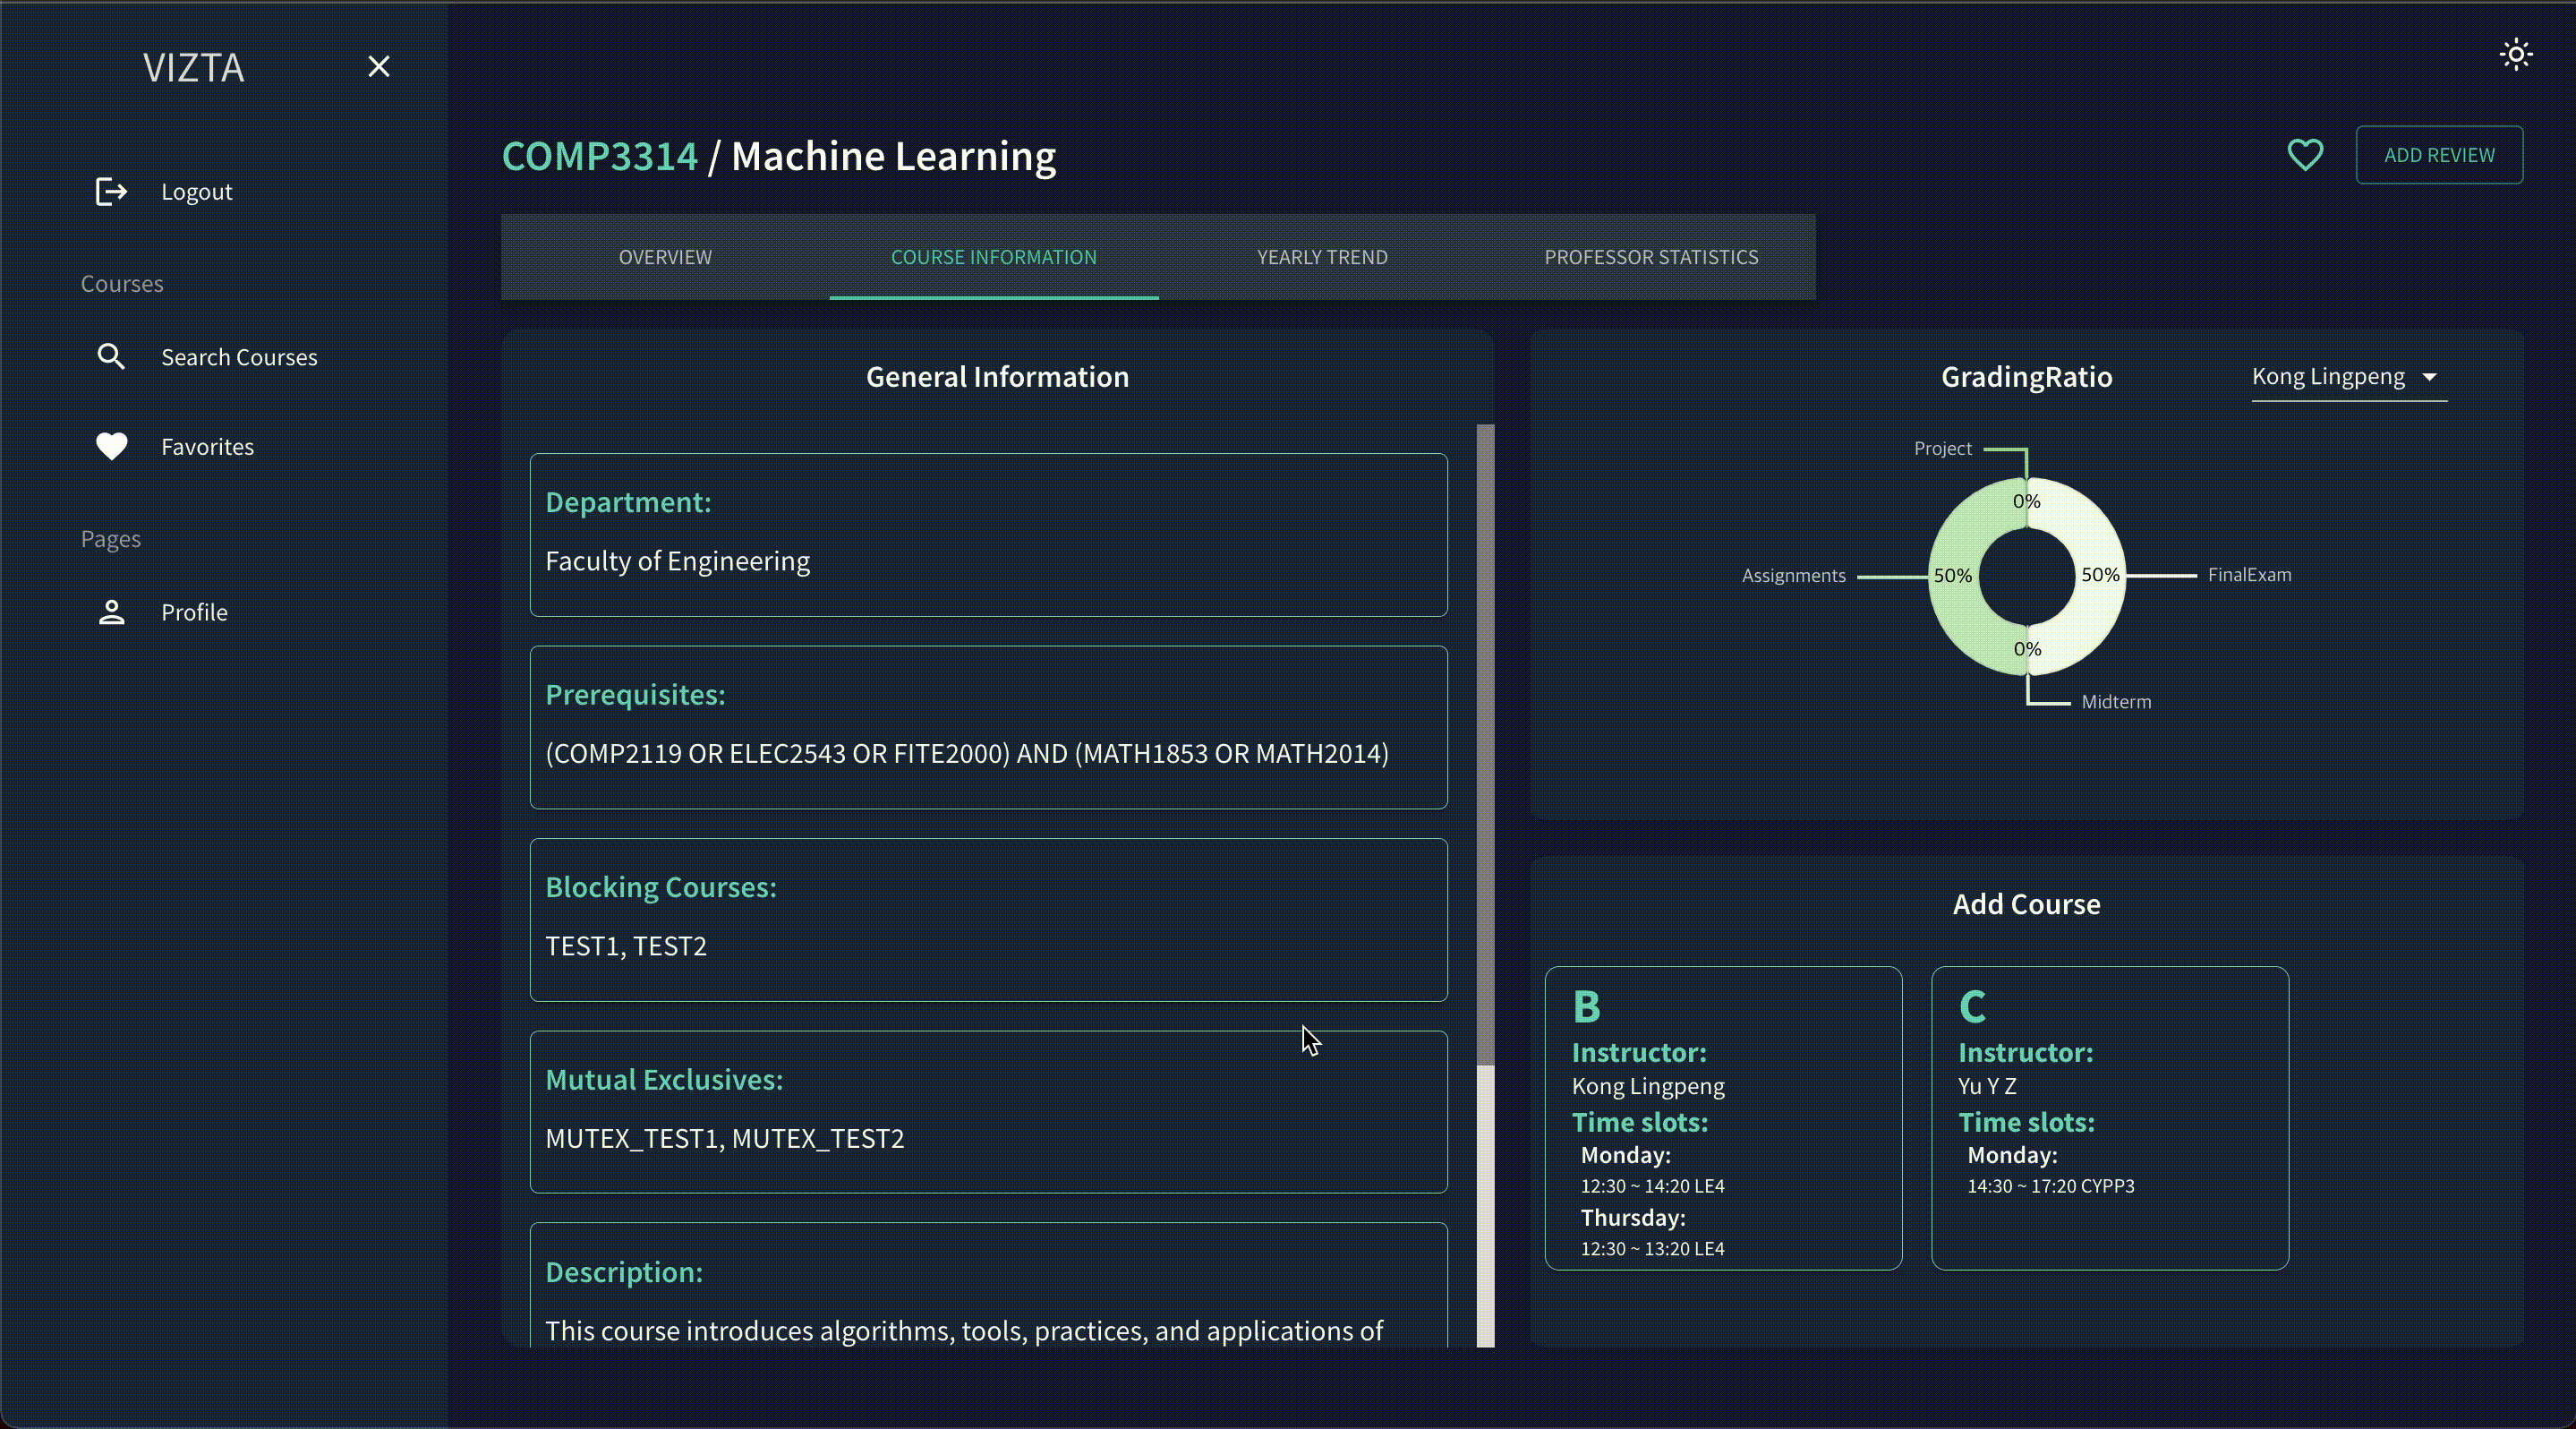 VIZTA
Logout
Courses
Search Courses
Favorites
Pages
Profile
COMP3314 / Machine Learning
ADD REVIEW
OVERVIEW
COURSE INFORMATION
YEARLY TREND
PROFESSOR STATISTICS
General Information
Department:
Faculty of Engineering
Prerequisites:
(COMP2119 OR ELEC2543 OR FITE2000) AND (MATH1853 OR MATH2014)
Blocking Courses:
TEST1, TEST2
Mutual Exclusives:
MUTEX_TEST1, MUTEX_TEST2
Description:
This course introduces algorithms, tools, practices, and applications of
GradingRatio
Kong Lingpeng
Project
0%
Assignments
50%
50%
FinalExam
0%
Midterm
Add Course
B
Instructor:
Kong Lingpeng
Time slots:
Monday:
12:30 ~ 14:20 LE4
Thursday:
12:30 ~ 13:20 LE4
C
Instructor:
Yu Y Z
Time slots:
Monday:
14:30 ~ 17:20 CYPP3